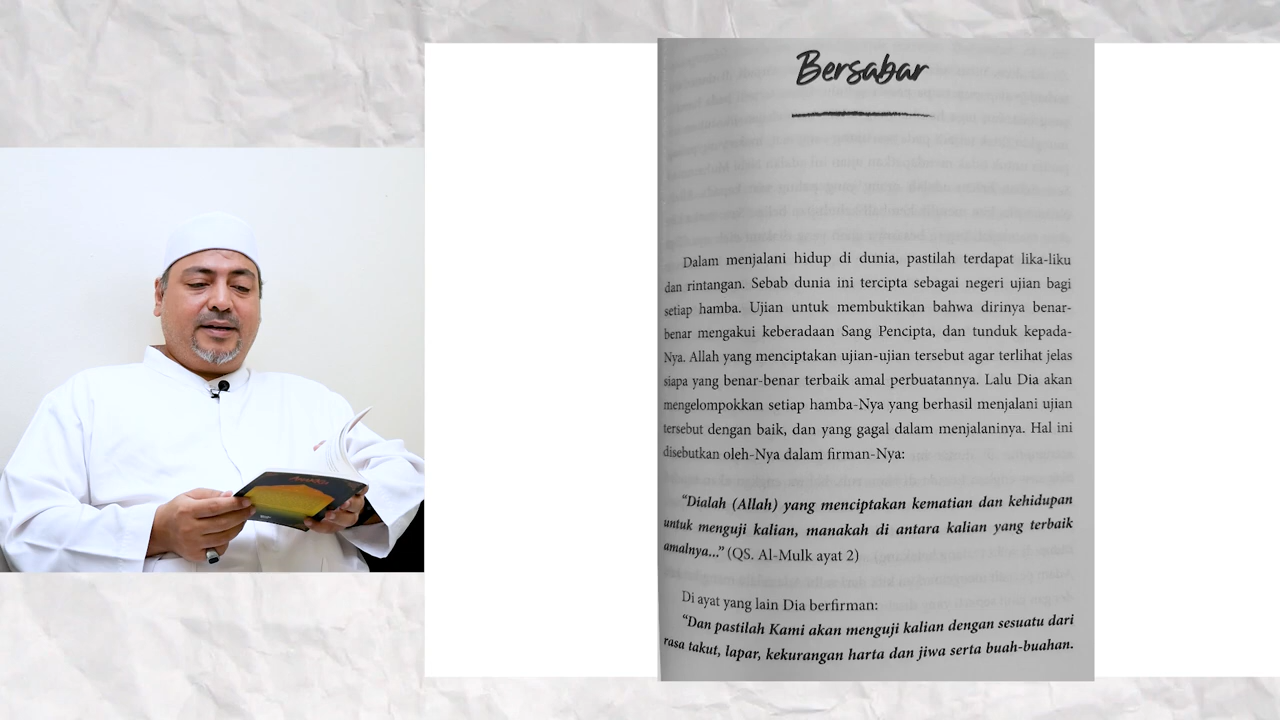 Bersabar
Dalam menjalani hidup di dunia, pastilah terdapat lika-liku
dan rintangan. Sebab dunia ini tercipta sebagai negeri ujian bagi
setiap hamba. Ujian untuk membuktikan bahwa dirinya benar-
benar mengakui keberadaan Sang Pencipta, dan tunduk kepada-
Nya. Allah yang menciptakan ujian-ujian tersebut agar terlihat jelas
siapa yang benar-benar terbaik amal perbuatannya. Lalu Dia akan
mengelompokkan setiap hamba-Nya yang berhasil menjalani ujian
tersebut dengan baik, dan yang gagal dalam menjalaninya. Hal ini
disebutkan oleh-Nya dalam firman-Nya:
“Dialah (Allah) yang menciptakan kematian dan kehidupan
untuk menguji kalian, manakah di antara kalian yang terbaik
amalnya...” (QS. Al-Mulk ayat 2)
Di ayat yang lain Dia berfirman:
“Dan pastilah Kami akan menguji kalian dengan sesuatu dari
rasa takut, lapar, kekurangan harta dan jiwa serta buah-buahan.